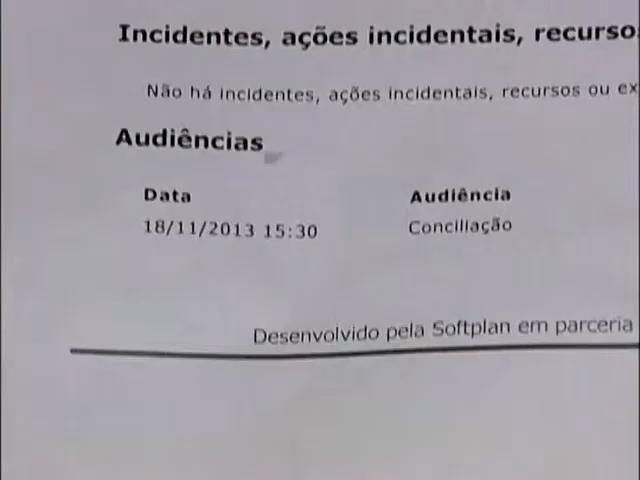 Incidentes, ações incidentais, recurso
Não há incidentes, ações incidentais, recursos ou ex
Audiências
Data Audiência
18/11/2013 15:30 Conciliação
Desenvolvido pela Softplan em parceria